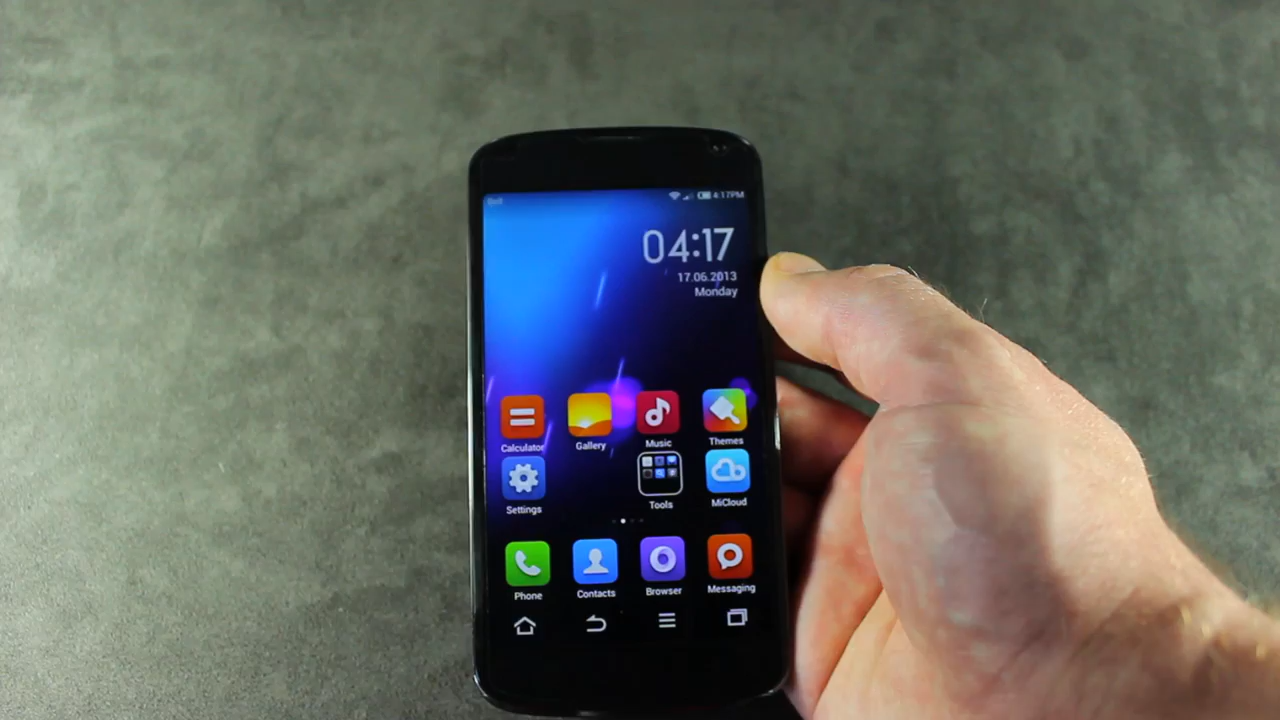 4:17PM
04:17
17.06.2013
Monday
Calculator
Gallery
Music
Themes
Settings
Tools
MiCloud
Phone
Contacts
Browser
Messaging